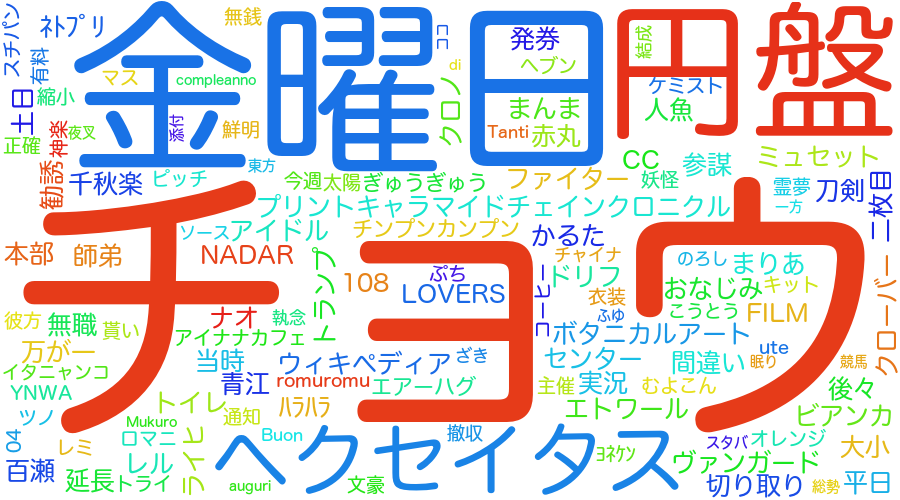 スチパン
ﾈﾄﾌﾟﾘ
無銭
金曜日
円盤
ココ
発券
結成
有料
マス
compleanno
di
ヘブン
ケミスト
土日
縮小
クロノ
まんま
人魚
正確
神楽
夜叉
添付
鮮明
Tanti
赤丸
CC
参謀
ミュセット
勧誘
千秋楽
ピッチ
東方
今週
太陽
ぎゅうぎゅう
ファイター
妖怪
霊夢
刀剣
二枚目
チョウ
プリントキャラマイドチェインクロニクル
一方
ソース
アイドル
チンプンカンプン
かるた
本部
師弟
NADAR
トランプ
108
ぷち
LOVERS
コーヒー
チャイナ
ドリフ
のろし
まりあ
衣装
おなじみ
キット
クローバー
彼方
無職
貰い
ナオ
執念
ふゆ
こうとう
FILM
万が一
アイナナカフェ
ボタニカルアート
イタニャンコ
当時
ウィキペディア
ざき
センター
間違い
ute
眠り
競馬
YNWA
青江
romuromu
エアーハグ
主催
実況
むよこん
後々
ツノ
トイレ
ﾊﾗﾊﾗ
エトワール
ビアンカ
04
Mukuro
通知
レミ
ロマニ
ライヒ
Buon
撤収
スタバ
オレンジ
大小
ヘクセイタス
ﾖﾈｹﾝ
百瀬
延長
レル
トライ
auguri
文豪
ヴァンガード
切り取り
総勢
平日